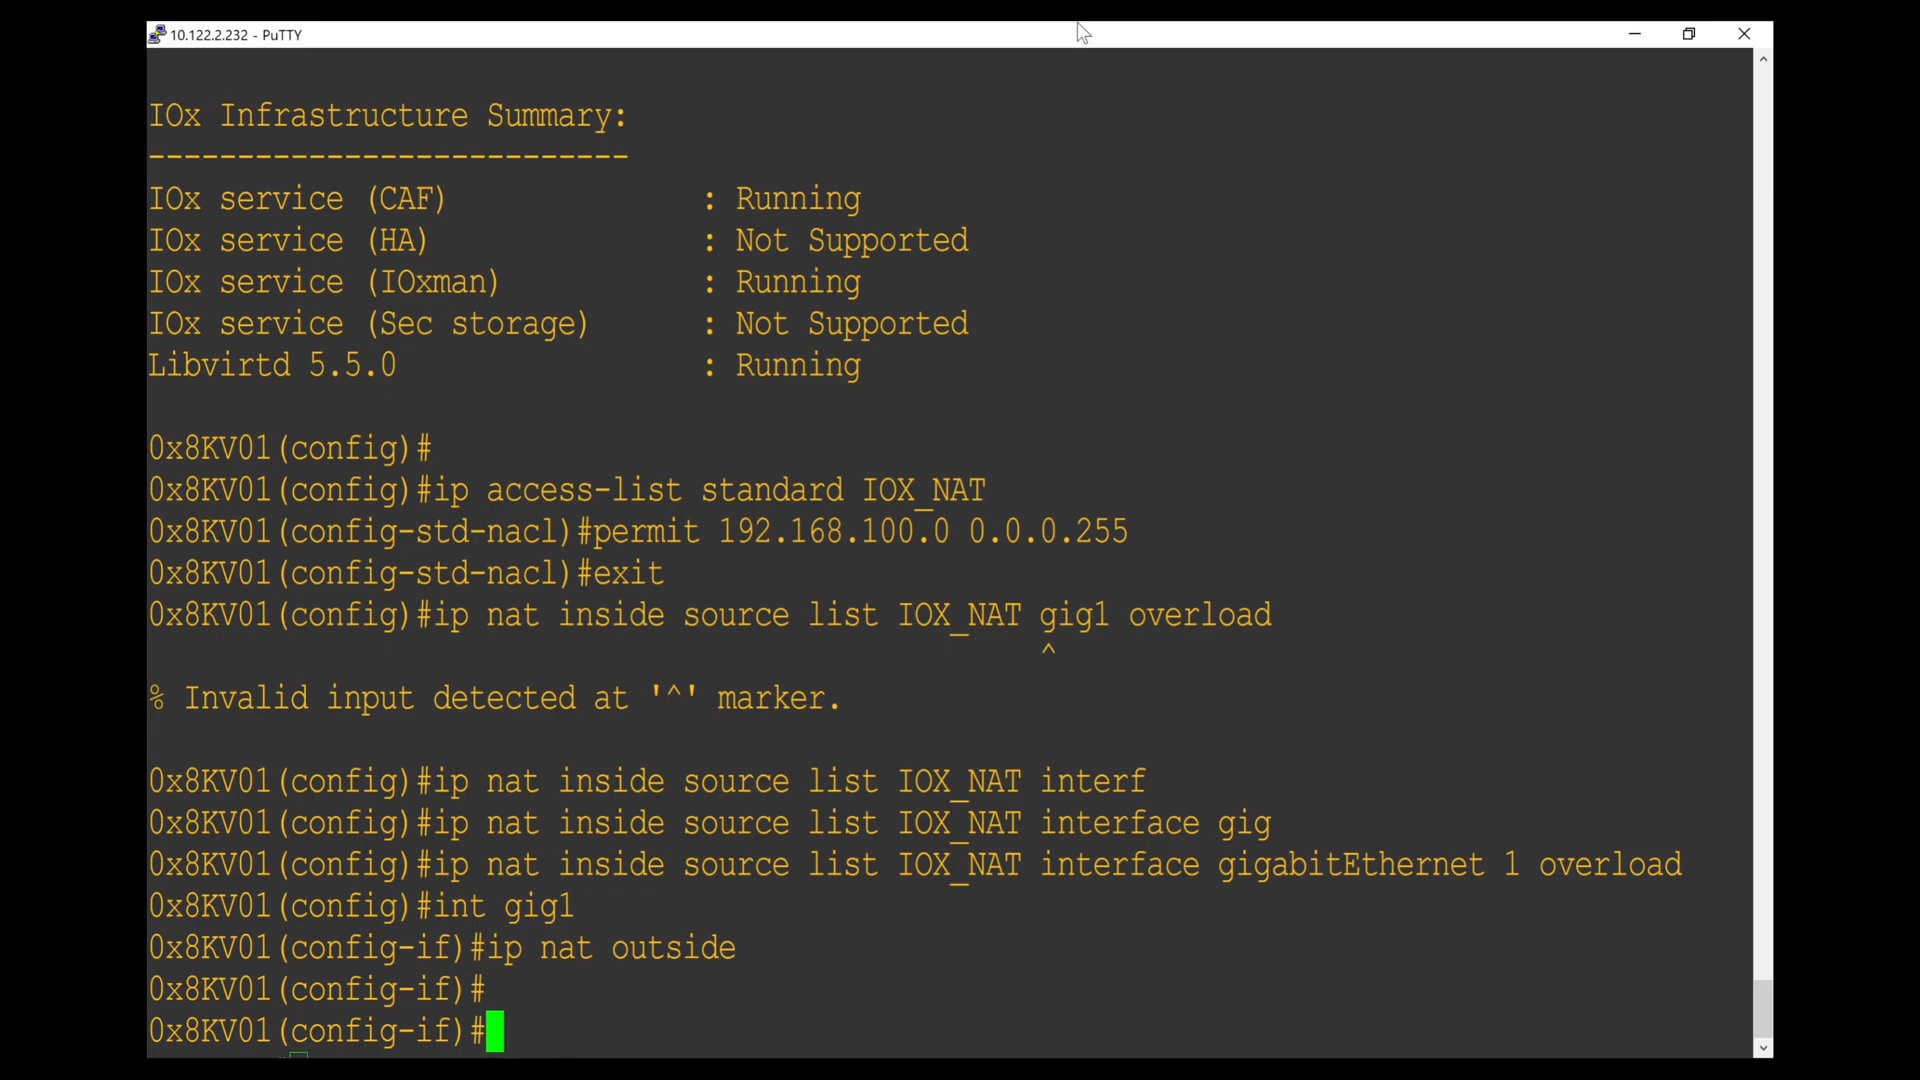 10.122.2.232 - PuTTY
IOx Infrastructure Summary:
---------------------------
IOx service (CAF) : Running
IOx service (HA) : Not Supported
IOx service (IOxman) : Running
IOx service (Sec storage) : Not Supported
Libvirtd 5.5.0 : Running
0x8KV01(config)#
0x8KV01(config)#ip access-list standard IOX_NAT
0x8KV01(config-std-nacl)#permit 192.168.100.0 0.0.0.255
0x8KV01(config-std-nacl)#exit
0x8KV01(config)#ip nat inside source list IOX_NAT gig1 overload
^
% Invalid input detected at '^' marker.
0x8KV01(config)#ip nat inside source list IOX_NAT interf
0x8KV01(config)#ip nat inside source list IOX_NAT interface gig
0x8KV01(config)#ip nat inside source list IOX_NAT interface gigabitEthernet 1 overload
0x8KV01(config)#int gig1
0x8KV01(config-if)#ip nat outside
0x8KV01(config-if)#
0x8KV01(config-if)#